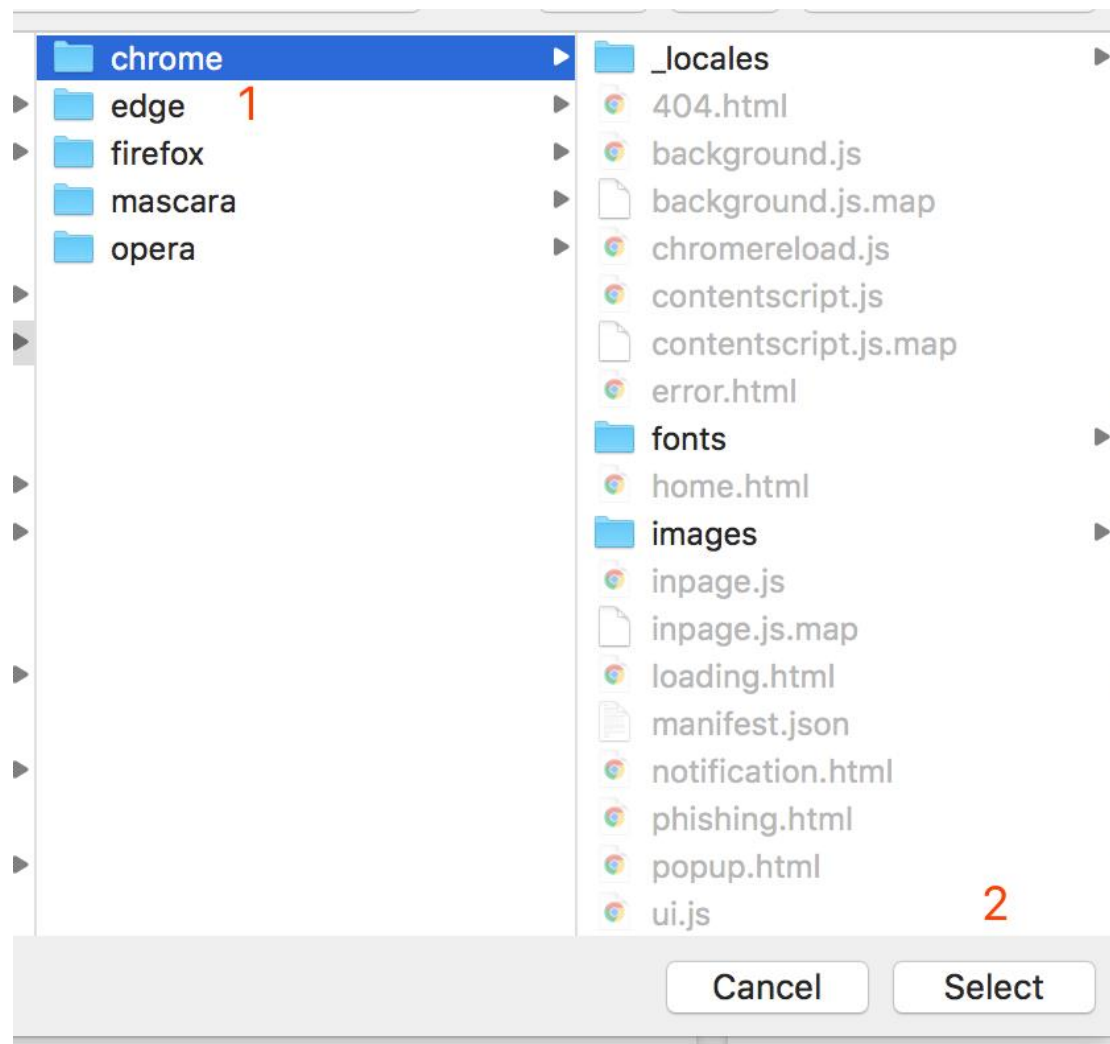 chrome
edge 1
firefox
mascara
opera
_locales
404.html
background.js
background.js.map
chromereload.js
contentscript.js
contentscript.js.map
error.html
fonts
home.html
images
inpage.js
inpage.js.map
loading.html
manifest.json
notification.html
phishing.html
popup.html
ui.js 2
Cancel Select